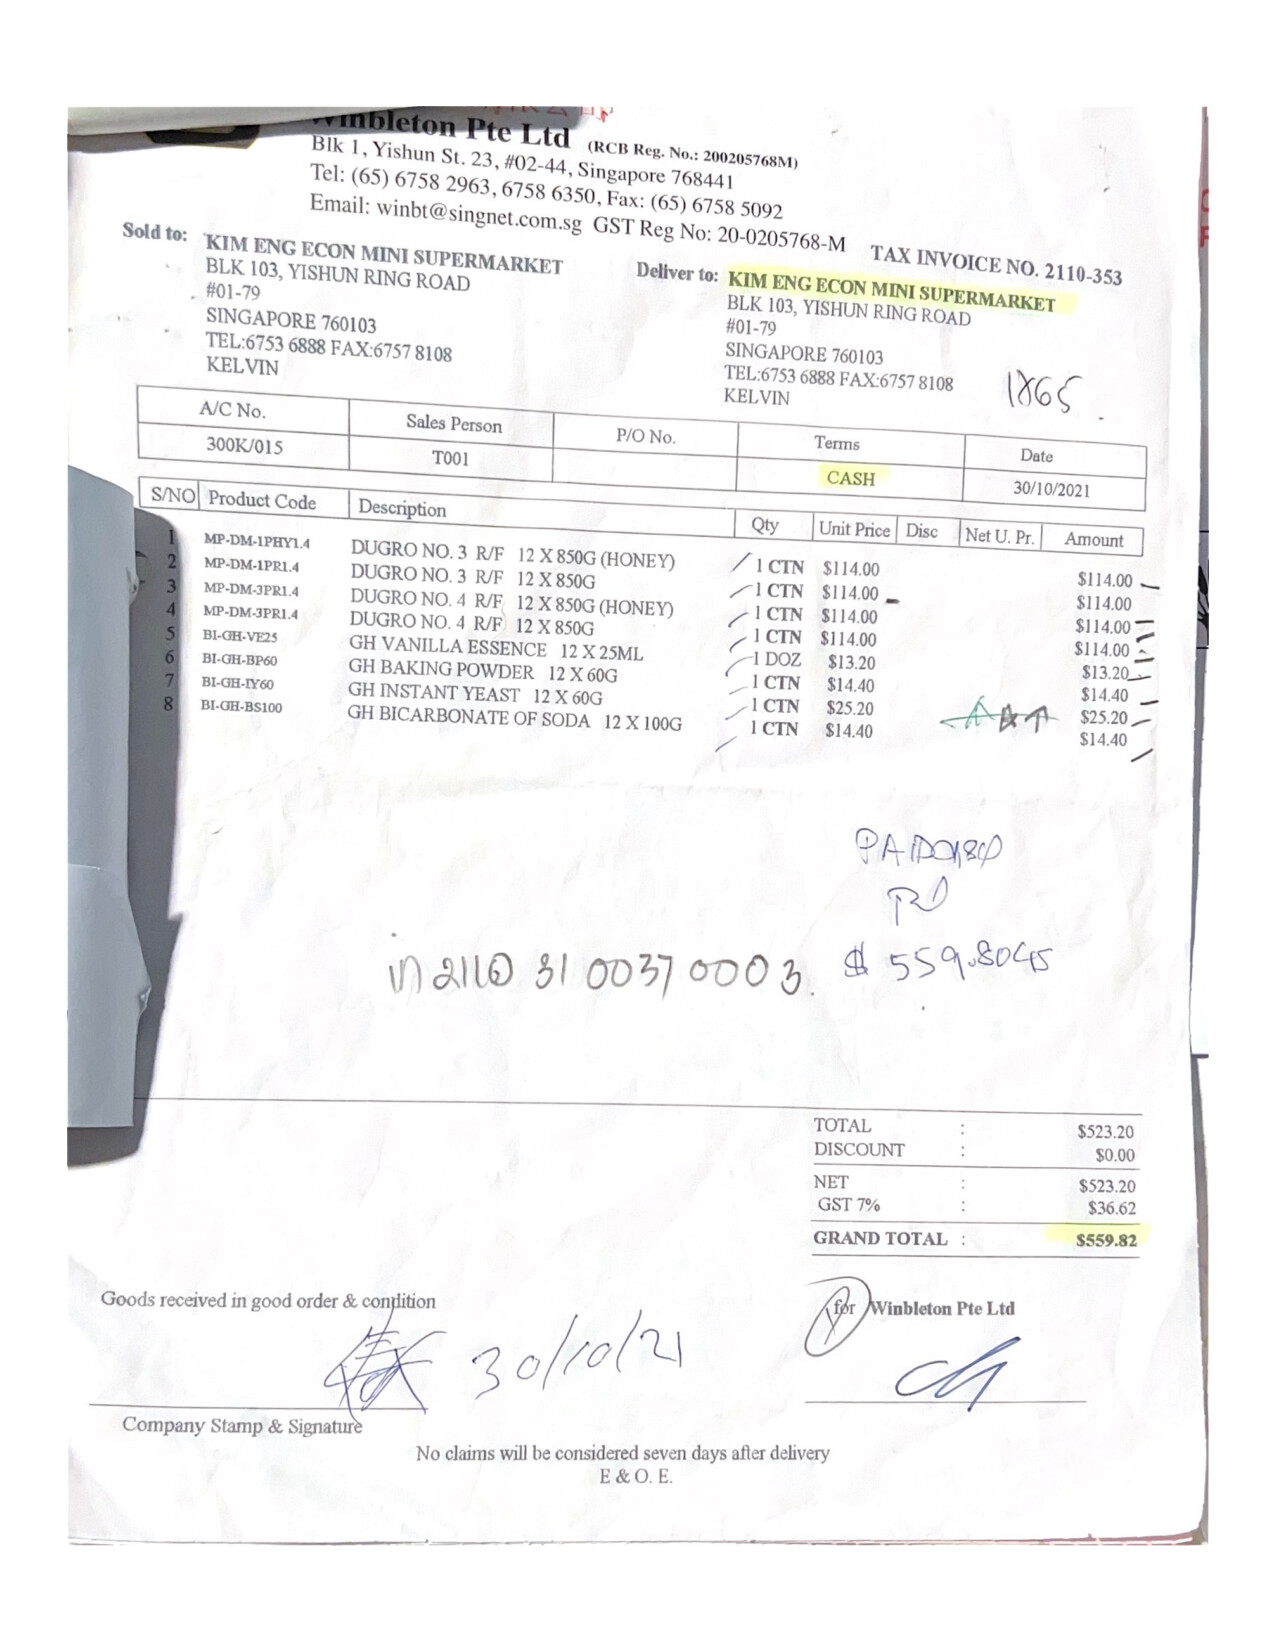 Winbleton Pte Ltd (RCB Reg. No.: 200205768M)
Blk 1, Yishun St. 23, #02-44, Singapore 768441
Tel: (65) 6758 2963, 6758 6350, Fax: (65) 6758 5092
Email: winbt@singnet.com.sg GST Reg No: 20-0205768-M
TAX INVOICE NO. 2110-353
Sold to: KIM ENG ECON MINI SUPERMARKET
BLK 103, YISHUN RING ROAD
#01-79
SINGAPORE 760103
TEL:6753 6888 FAX:6757 8108
KELVIN
Deliver to: KIM ENG ECON MINI SUPERMARKET
BLK 103, YISHUN RING ROAD
#01-79
SINGAPORE 760103
TEL:6753 6888 FAX:6757 8108
KELVIN
1865
A/C No. Sales Person P/O No. Terms Date
300K/015 T001 CASH 30/10/2021
S/NO Product Code Description Qty Unit Price Disc Net U. Pr. Amount
1 MP-DM-1PHY1.4 DUGRO NO. 3 R/F 12 X 850G (HONEY) 1 CTN $114.00 $114.00
2 MP-DM-1PR1.4 DUGRO NO. 3 R/F 12 X 850G 1 CTN $114.00 $114.00
3 MP-DM-3PR1.4 DUGRO NO. 4 R/F 12 X 850G (HONEY) 1 CTN $114.00 $114.00
4 MP-DM-3PR1.4 DUGRO NO. 4 R/F 12 X 850G 1 CTN $114.00 $114.00
5 BI-GH-VE25 GH VANILLA ESSENCE 12 X 25ML 1 DOZ $13.20 $13.20
6 BI-GH-BP60 GH BAKING POWDER 12 X 60G 1 CTN $14.40 $14.40
7 BI-GH-IY60 GH INSTANT YEAST 12 X 60G 1 CTN $25.20 $25.20
8 BI-GH-BS100 GH BICARBONATE OF SODA 12 X 100G 1 CTN $14.40 $14.40
$ 559.80
31 0037 0003
TOTAL : $523.20
DISCOUNT : $0.00
NET : $523.20
GST 7% : $36.62
GRAND TOTAL : $559.82
Goods received in good order & condition
for Winbleton Pte Ltd
30/10/21
Company Stamp & Signature
No claims will be considered seven days after delivery
E & O. E.